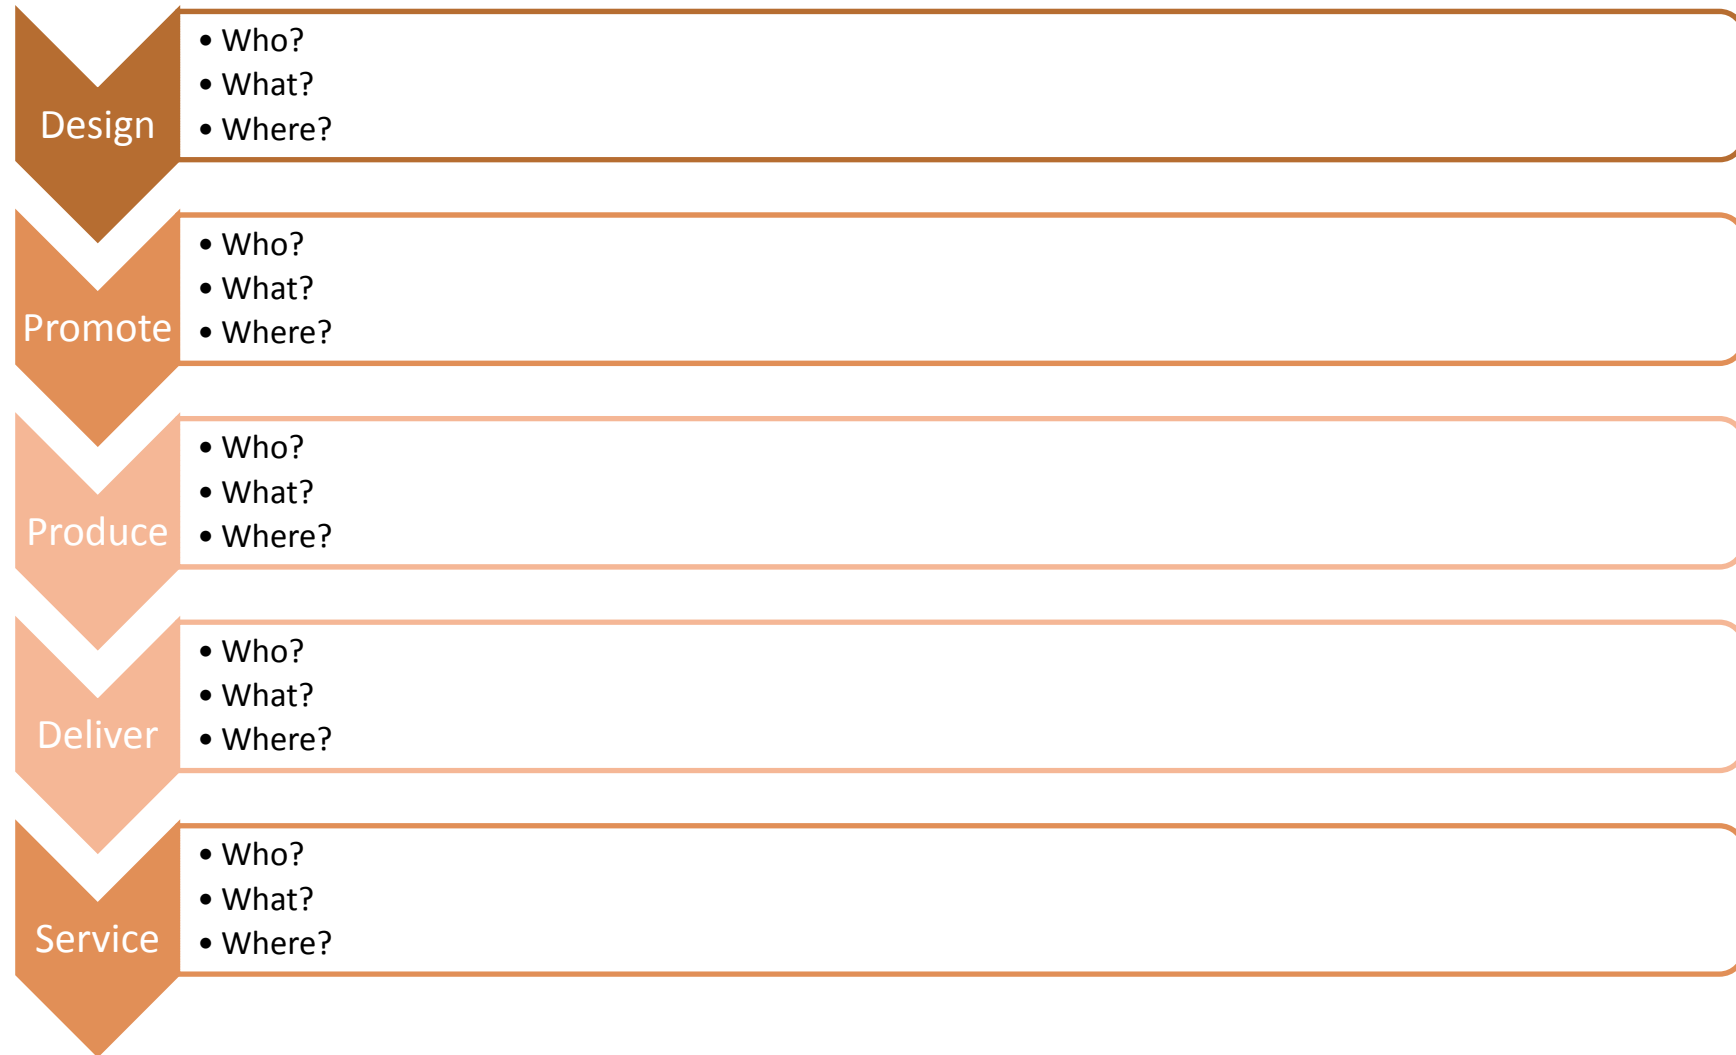 Design
• Who?
• What?
• Where?
Promote
• Who?
• What?
• Where?
Produce
• Who?
• What?
• Where?
Deliver
• Who?
• What?
• Where?
Service
• Who?
• What?
• Where?